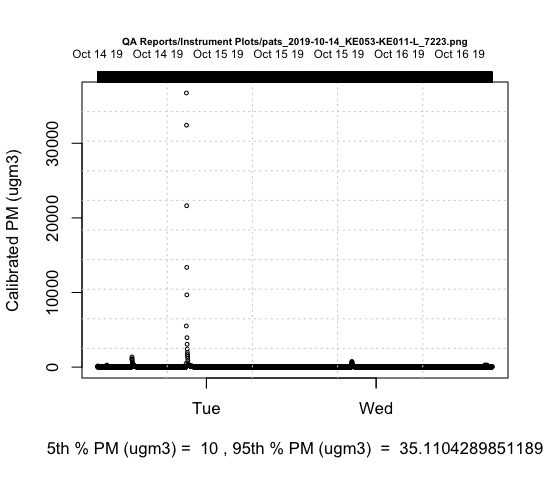 QA Reports/Instrument Plots/pats_2019-10-14_KE053-KE011-L_7223.png
Oct 14 19 Oct 14 19 Oct 15 19 Oct 15 19 Oct 15 19 Oct 16 19 Oct 16 19
Calibrated PM (ugm3)
30000
20000
10000
0
Tue Wed
5th % PM (ugm3) = 10 , 95th % PM (ugm3) = 35.1104289851189